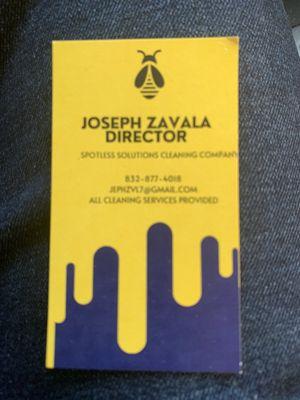 JOSEPH ZAVALA
DIRECTOR
SPOTLESS SOLUTIONS CLEANING COMPANY
832-877-4018
JEPHZVL7@GMAIL.COM
ALL CLEANING SERVICES PROVIDED